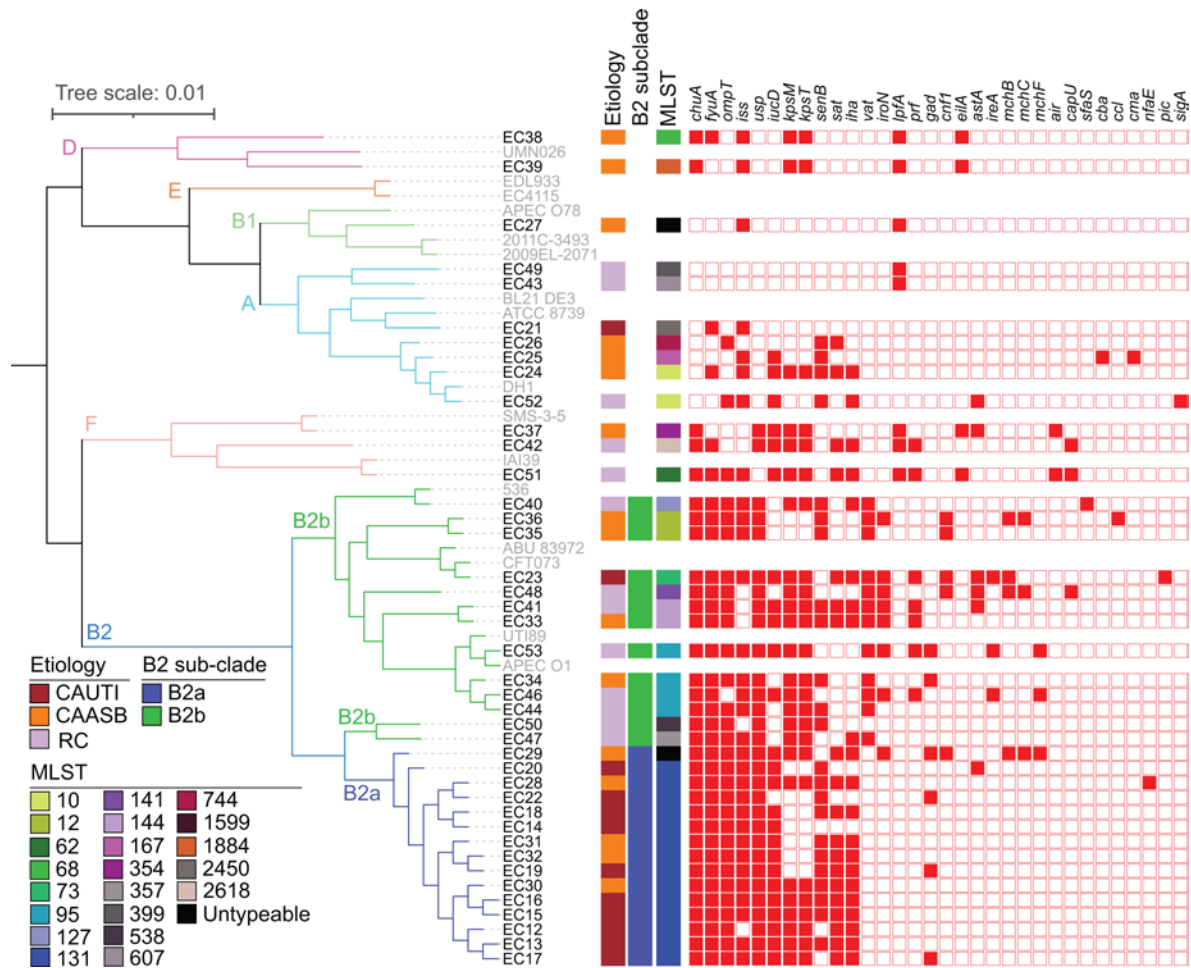 Tree scale: 0.01
Etiology
B2 subclade
MLST
chuA
fyuA
ompT
iss
usp
iucD
kpsM
kpsT
senB
sat
iha
vat
iroN
lpfA
prf
gad
cnf1
eilA
astA
ireA
mchB
mchC
mchF
air
capU
sfaS
cba
ccl
cma
nfaE
pic
sigA
D
E
B1
A
F
B2b
B2
B2b
B2a
EC38
UMN026
EC39
EDL933
EC4115
APEC O78
EC27
2011C-3493
2009EL-2071
EC49
EC43
BL21 DE3
ATCC 8739
EC21
EC26
EC25
EC24
DH1
EC52
SMS-3-5
EC37
EC42
IAI39
EC51
536
EC40
EC36
EC35
ABU 83972
CFT073
EC23
EC48
EC41
EC33
UTI89
EC53
APEC O1
EC34
EC46
EC44
EC50
EC47
EC29
EC20
EC28
EC22
EC18
EC14
EC31
EC32
EC19
EC30
EC16
EC15
EC12
EC13
EC17
Etiology
CAUTI
CAASB
RC
B2 sub-clade
B2a
B2b
MLST
10
12
62
68
73
95
127
131
141
144
167
354
357
399
538
607
744
1599
1884
2450
2618
Untypeable